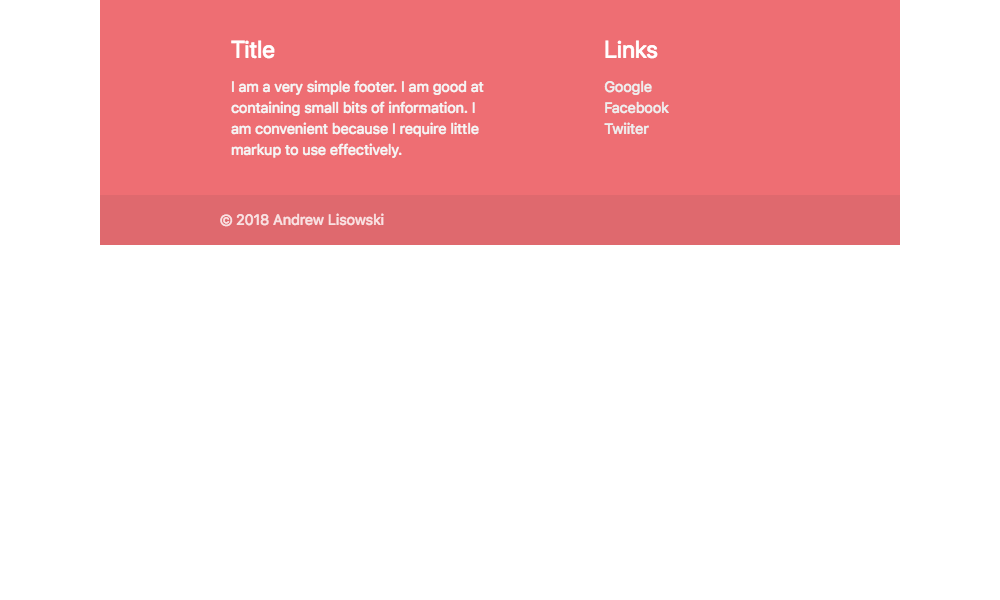 Title
I am a very simple footer. I am good at
containing small bits of information. I
am convenient because I require little
markup to use effectively.
Links
Google
Facebook
Twiiter
© 2018 Andrew Lisowski